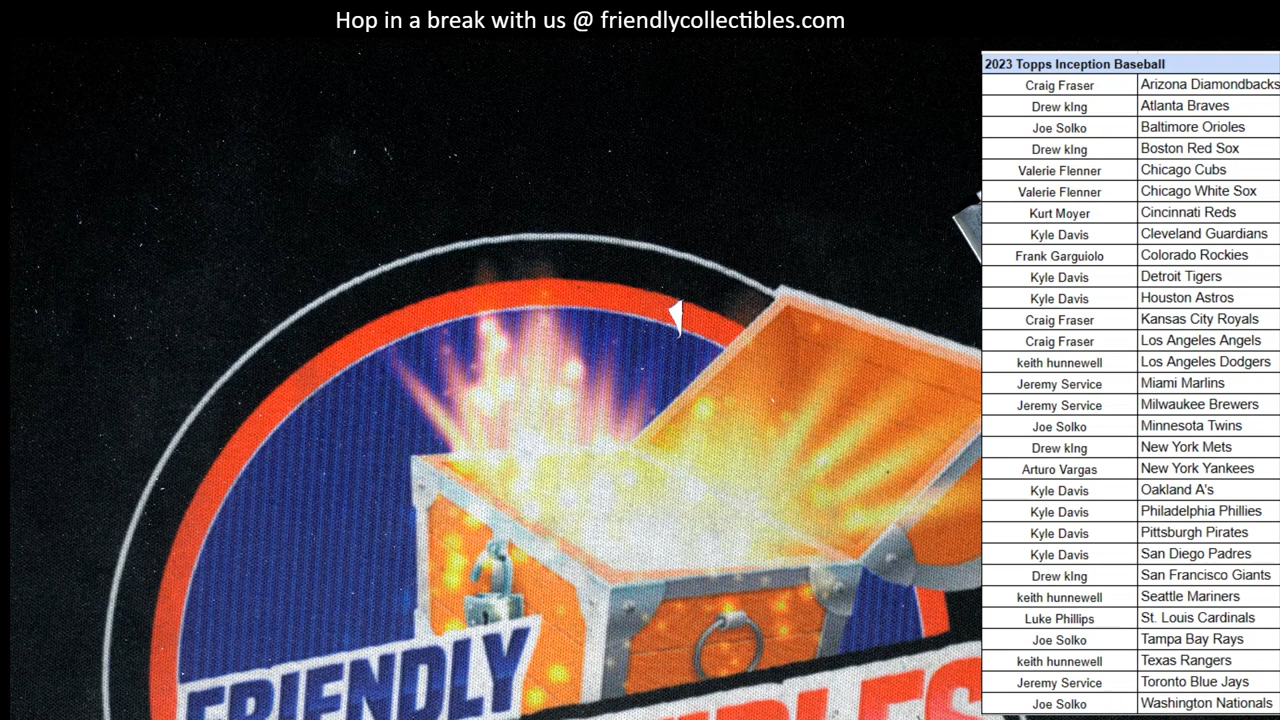 Hop in a break with us @ friendlycollectibles.com
2023 Topps Inception Baseball
Craig Fraser Arizona Diamondbacks
Drew kIng Atlanta Braves
Joe Solko Baltimore Orioles
Drew kIng Boston Red Sox
Valerie Flenner Chicago Cubs
Valerie Flenner Chicago White Sox
Kurt Moyer Cincinnati Reds
Kyle Davis Cleveland Guardians
Frank Garguiolo Colorado Rockies
Kyle Davis Detroit Tigers
Kyle Davis Houston Astros
Craig Fraser Kansas City Royals
Craig Fraser Los Angeles Angels
keith hunnewell Los Angeles Dodgers
Jeremy Service Miami Marlins
Jeremy Service Milwaukee Brewers
Joe Solko Minnesota Twins
Drew kIng New York Mets
Arturo Vargas New York Yankees
Kyle Davis Oakland A's
Kyle Davis Philadelphia Phillies
Kyle Davis Pittsburgh Pirates
Kyle Davis San Diego Padres
Drew kIng San Francisco Giants
keith hunnewell Seattle Mariners
Luke Phillips St. Louis Cardinals
Joe Solko Tampa Bay Rays
keith hunnewell Texas Rangers
Jeremy Service Toronto Blue Jays
Joe Solko Washington Nationals
FRIENDLY